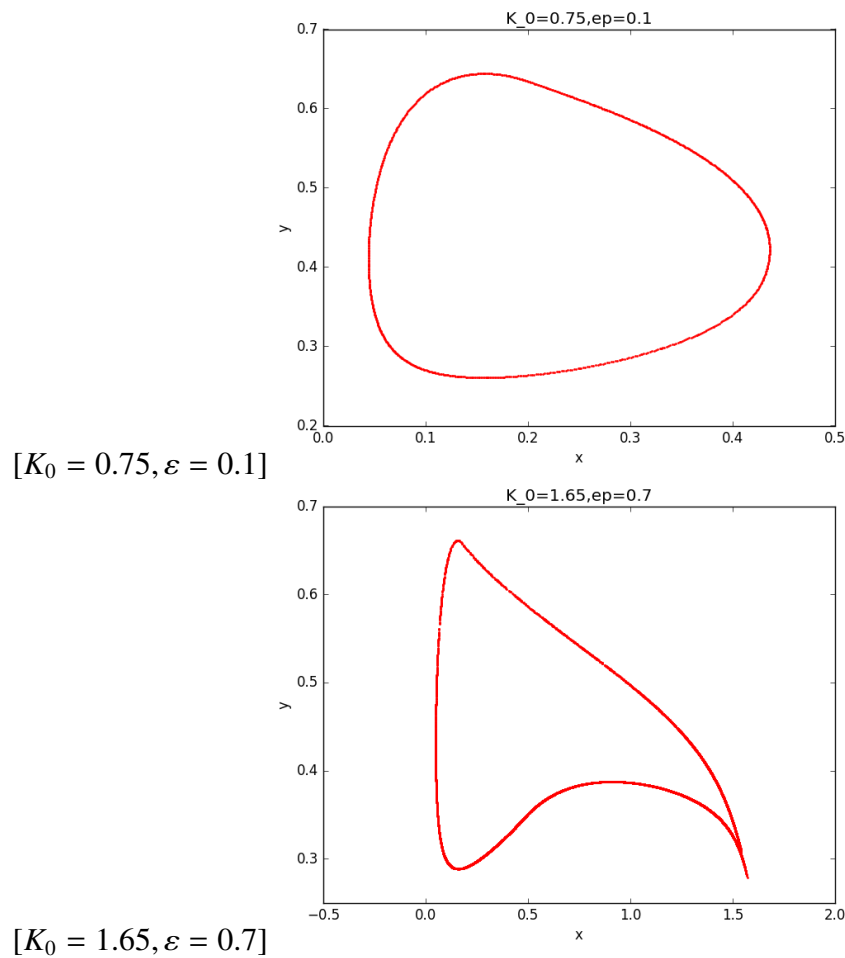 K_0=0.75,ep=0.1
0.7
0.6
0.5
y
0.4
0.3
0.2
0.0 0.1 0.2 0.3 0.4 0.5
x
[K₀ = 0.75, ε = 0.1]
K_0=1.65,ep=0.7
0.7
0.6
0.5
y
0.4
0.3
−0.5 0.0 0.5 1.0 1.5 2.0
x
[K₀ = 1.65, ε = 0.7]